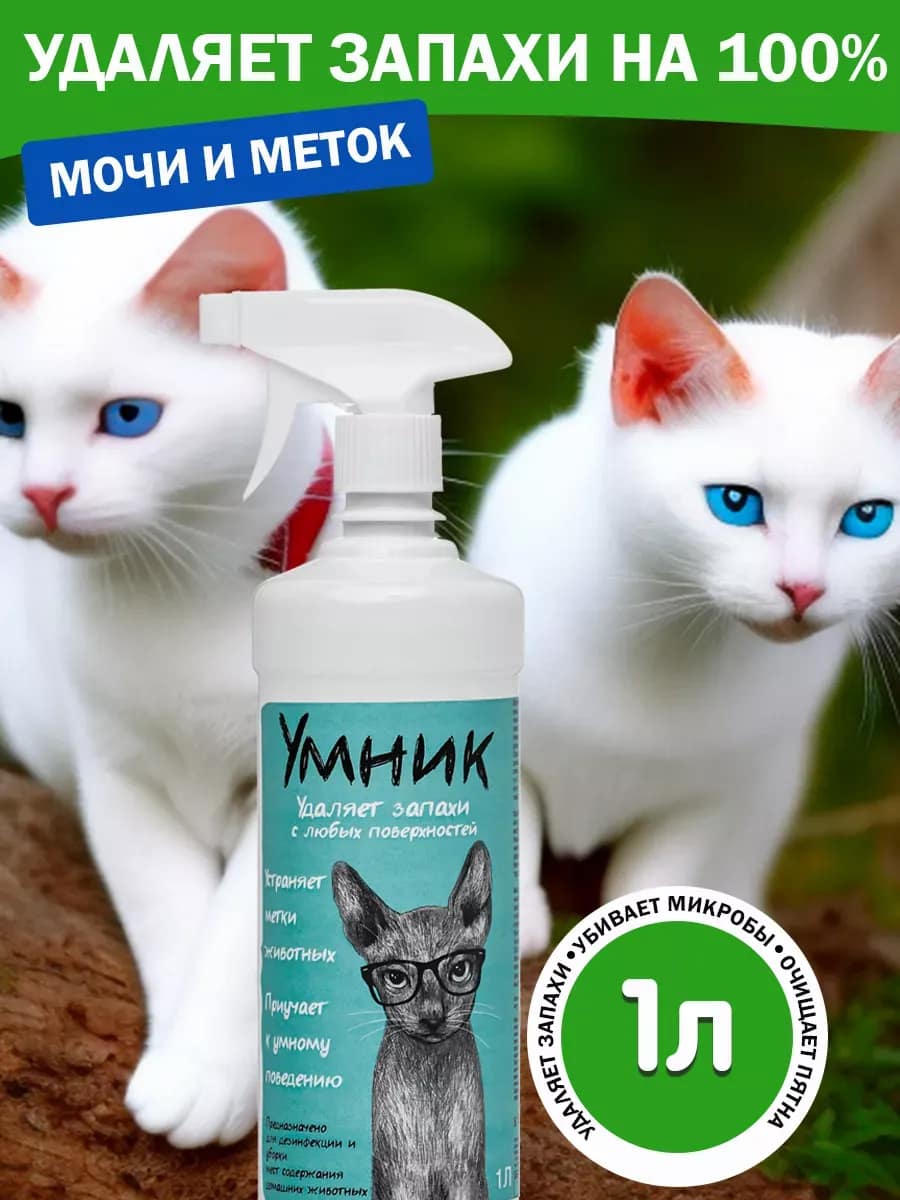 УДАЛЯЕТ ЗАПАХИ НА 100%
МОЧИ И МЕТОК
Умник
Удаляет запахи
с любых поверхностей
Устраняет
метки
животных
Приучает
к умному
поведению
Предназначено
для дезинфекции и
уборки
мест содержания
домашних животных
1Л
УДАЛЯЕТ ЗАПАХИ • УБИВАЕТ МИКРОБЫ • ОЧИЩАЕТ ПЯТНА
1л